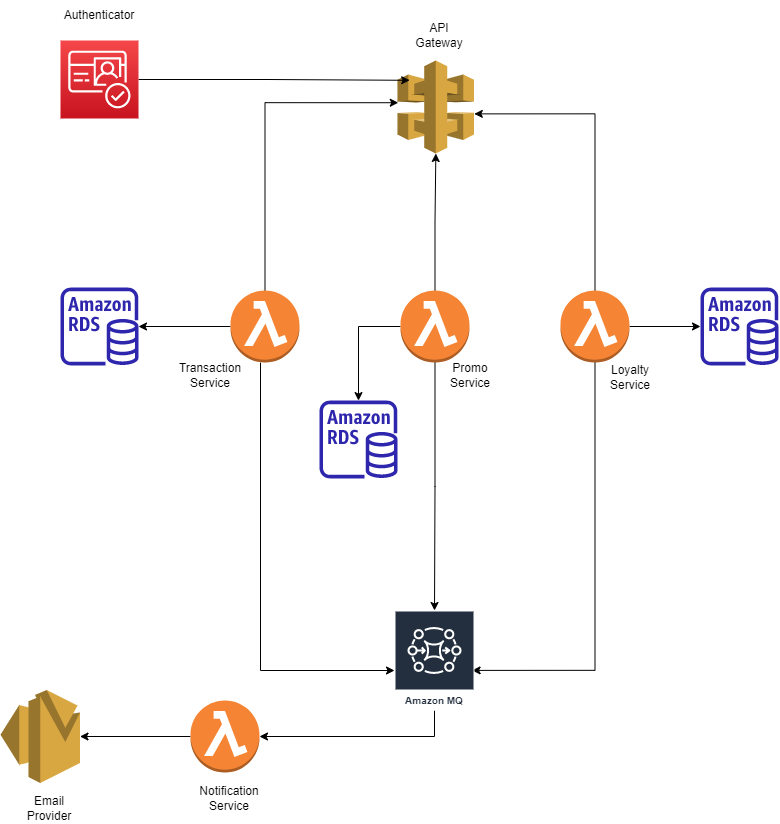 Authenticator
API
Gateway
Amazon
RDS
Transaction
Service
Promo
Service
Loyalty
Service
Amazon
RDS
Amazon
RDS
Amazon MQ
Notification
Service
Email
Provider